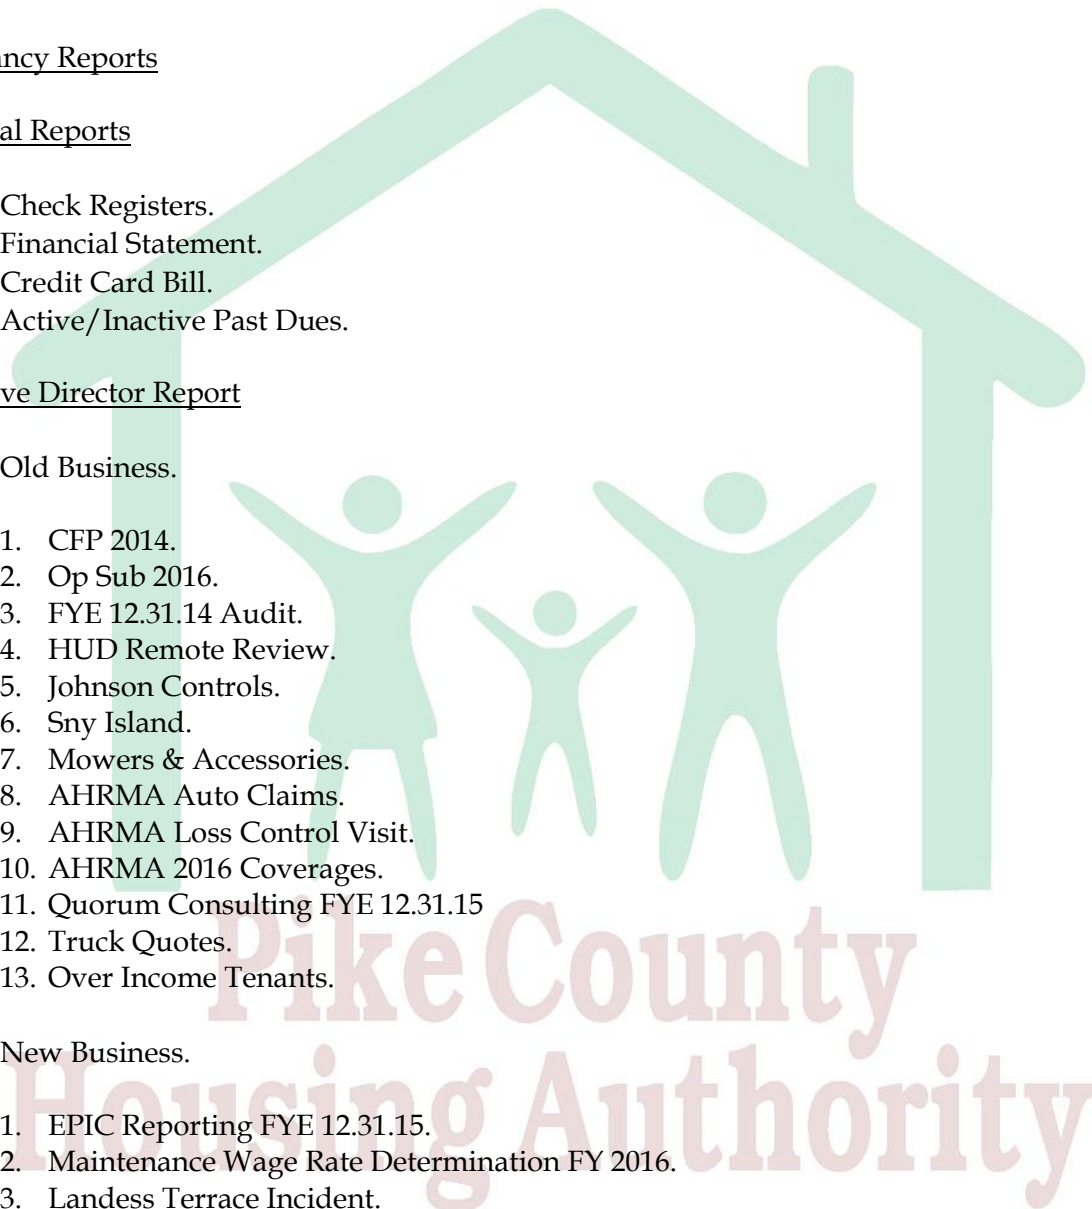 ancy Reports
al Reports
Check Registers.
Financial Statement.
Credit Card Bill.
Active/Inactive Past Dues.
ve Director Report
Old Business.
1. CFP 2014.
2. Op Sub 2016.
3. FYE 12.31.14 Audit.
4. HUD Remote Review.
5. Johnson Controls.
6. Sny Island.
7. Mowers & Accessories.
8. AHRMA Auto Claims.
9. AHRMA Loss Control Visit.
10. AHRMA 2016 Coverages.
11. Quorum Consulting FYE 12.31.15
12. Truck Quotes.
13. Over Income Tenants.
Pike County
New Business.
Housing Authority
1. EPIC Reporting FYE 12.31.15.
2. Maintenance Wage Rate Determination FY 2016.
3. Landess Terrace Incident.